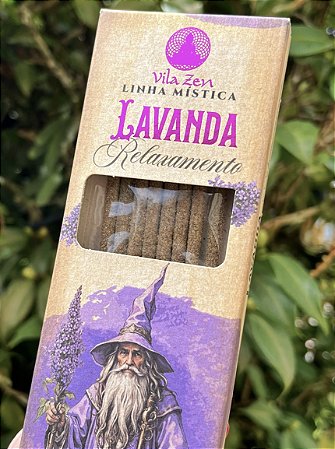 Vila Zen
LINHA MÍSTICA
LAVANDA
Relaxamento